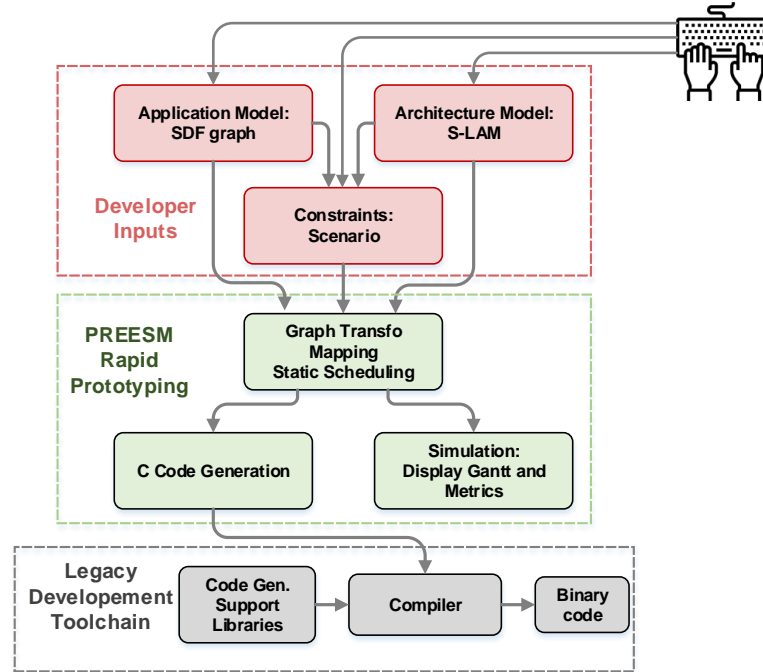 Application Model:
SDF graph
Architecture Model:
S-LAM
Developer
Inputs
Constraints:
Scenario
PREESM
Rapid
Prototyping
Graph Transfo
Mapping
Static Scheduling
C Code Generation
Simulation:
Display Gantt and
Metrics
Legacy
Developement
Toolchain
Code Gen.
Support
Libraries
Compiler
Binary
code